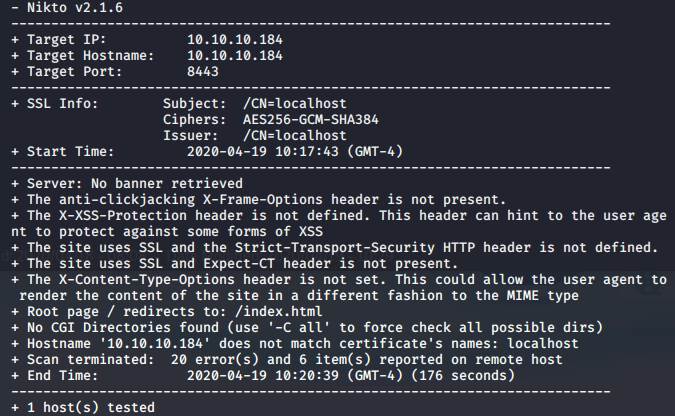 - Nikto v2.1.6
---------------------------------------------------------------------------
+ Target IP:          10.10.10.184
+ Target Hostname:    10.10.10.184
+ Target Port:        8443
---------------------------------------------------------------------------
+ SSL Info:        Subject:  /CN=localhost
                   Ciphers:  AES256-GCM-SHA384
                   Issuer:   /CN=localhost
+ Start Time:         2020-04-19 10:17:43 (GMT-4)
---------------------------------------------------------------------------
+ Server: No banner retrieved
+ The anti-clickjacking X-Frame-Options header is not present.
+ The X-XSS-Protection header is not defined. This header can hint to the user age
nt to protect against some forms of XSS
+ The site uses SSL and the Strict-Transport-Security HTTP header is not defined.
+ The site uses SSL and Expect-CT header is not present.
+ The X-Content-Type-Options header is not set. This could allow the user agent to
 render the content of the site in a different fashion to the MIME type
+ Root page / redirects to: /index.html
+ No CGI Directories found (use '-C all' to force check all possible dirs)
+ Hostname '10.10.10.184' does not match certificate's names: localhost
+ Scan terminated:  20 error(s) and 6 item(s) reported on remote host
+ End Time:           2020-04-19 10:20:39 (GMT-4) (176 seconds)
---------------------------------------------------------------------------
+ 1 host(s) tested